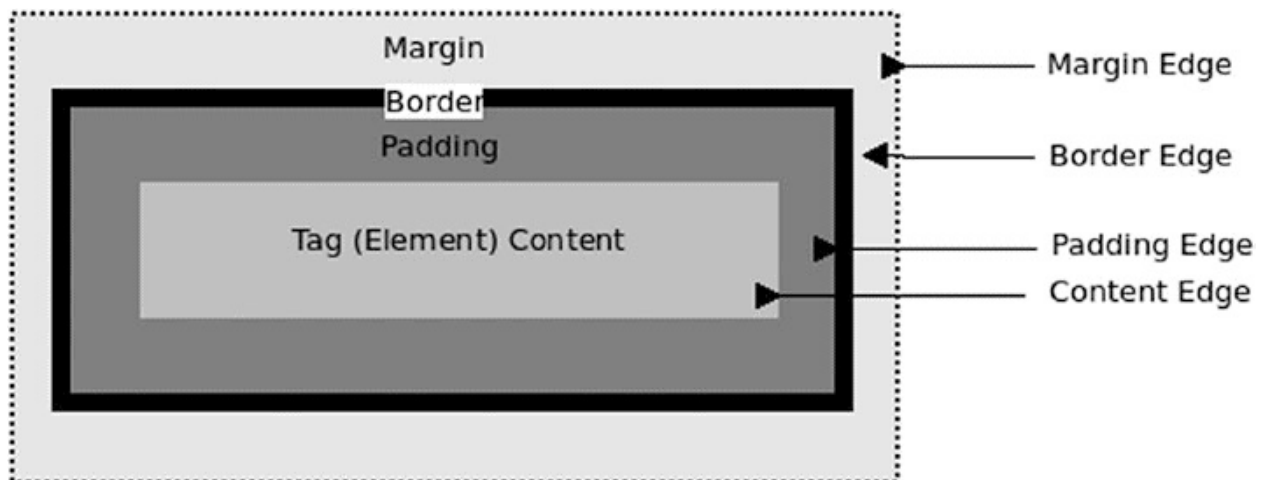 Margin
Margin Edge
Border
Padding
Border Edge
Tag (Element) Content
Padding Edge
Content Edge